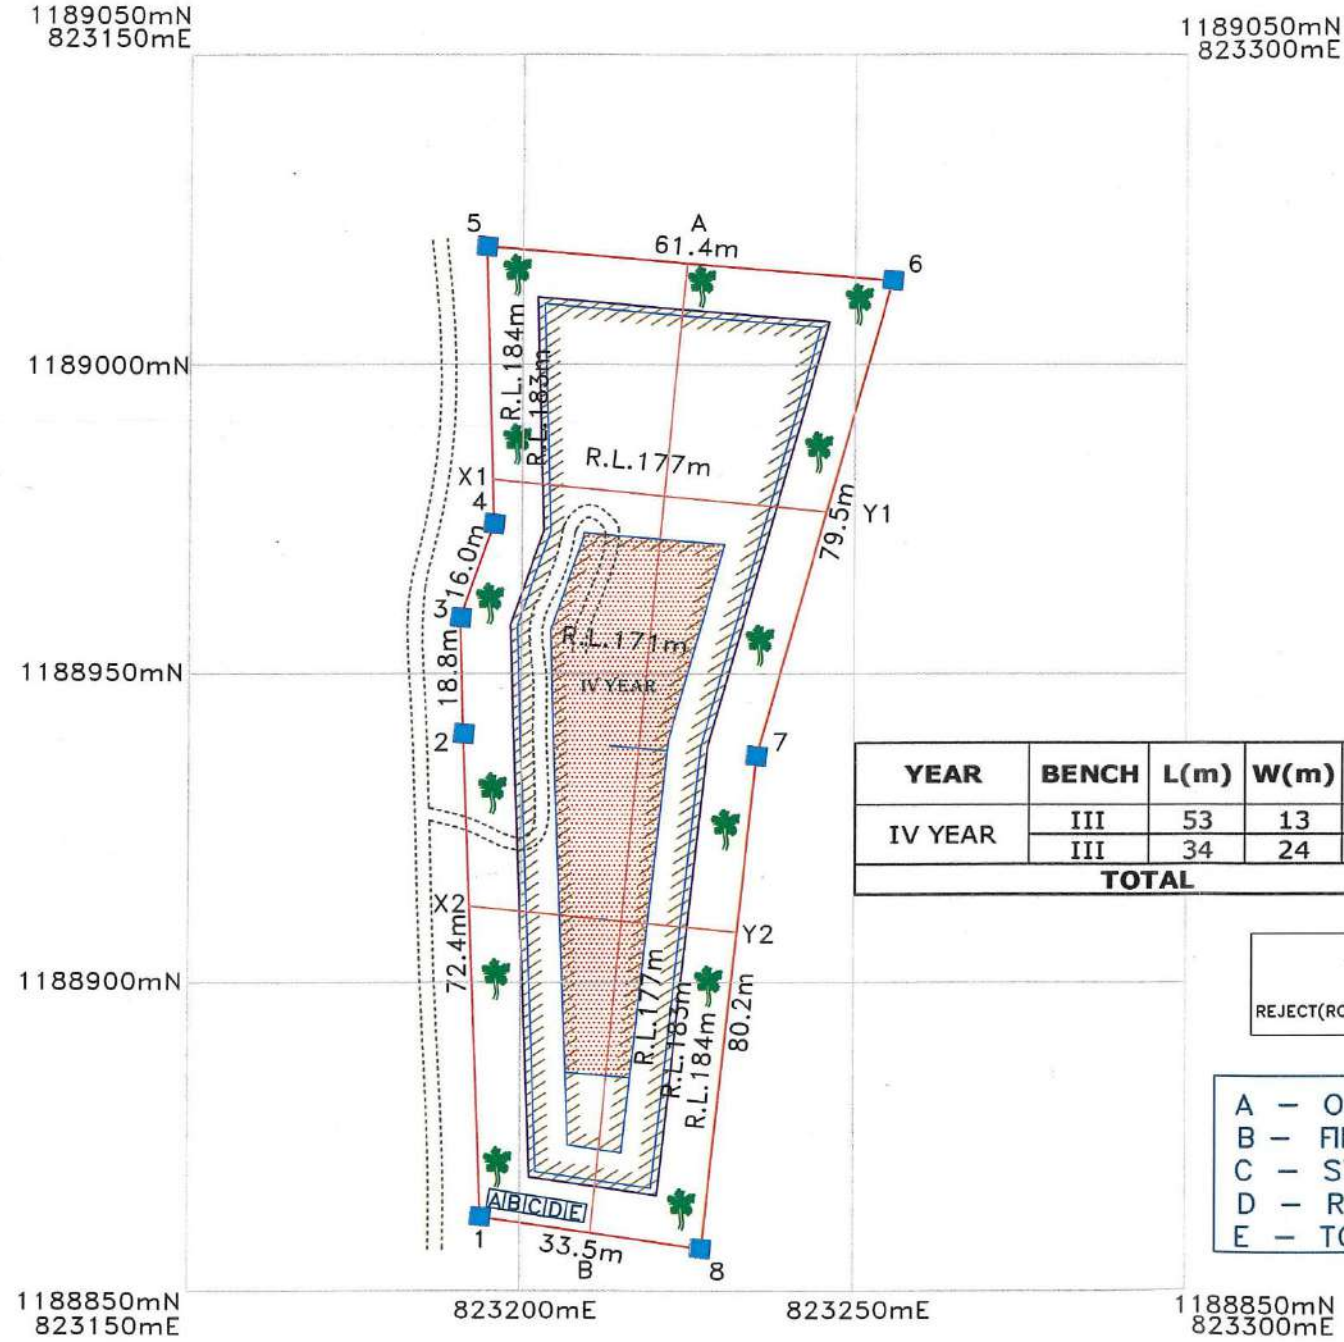 1189050mN
823150mE
1189050mN
823300mE
5
A
61.4m
6
R.L.184m
R.L.183m
1189000mN
R.L.177m
X1
4
Y1
79.5m
16.0m
3
R.L.171m
18.8m
1188950mN
IV YEAR
2
7
YEAR BENCH L(m) W(m)
IV YEAR III 53 13
III 34 24
TOTAL
X2
Y2
72.4m
1188900mN
R.L.177m
R.L.183m
R.L.184m
80.2m
REJECT(RO
A – O
B – FI
C – S
D – R
E – TO
A B C D E
1
33.5m
B
8
1188850mN
823150mE
823200mE
823250mE
1188850mN
823300mE